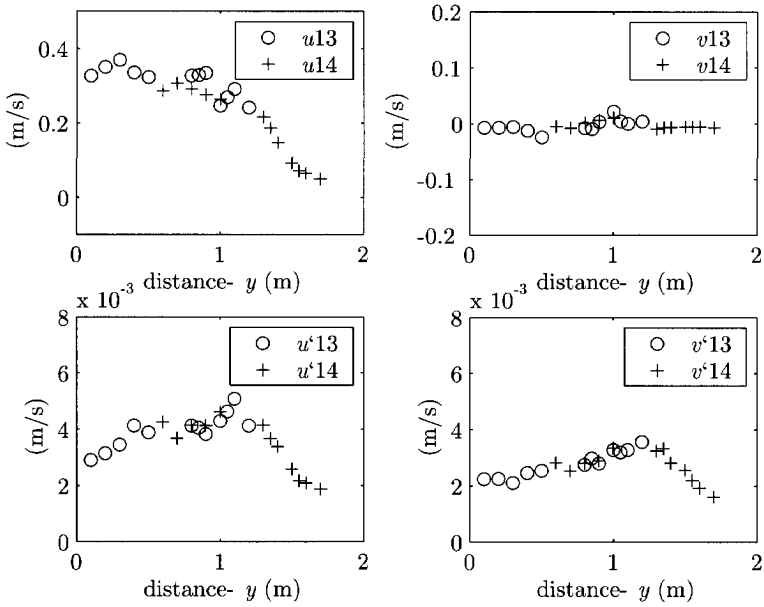 0.4
0.2
0
(m/s)
u13
u14
0 1 2
distance- y (m)
0.2
0.1
0
-0.1
-0.2
(m/s)
v13
v14
0 1 2
distance- y (m)
x 10⁻³
8
6
4
2
0
(m/s)
u‘13
u‘14
0 1 2
distance- y (m)
x 10⁻³
8
6
4
2
0
(m/s)
v‘13
v‘14
0 1 2
distance- y (m)